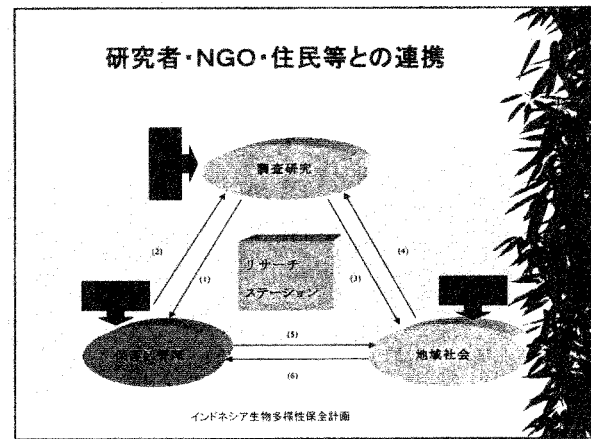 研究者・NGO・住民等との連携
調査研究
(2)
(1)
リサーチ
ステーション
(3)
(4)
(5)
地域社会
(6)
インドネシア生物多様性保全計画